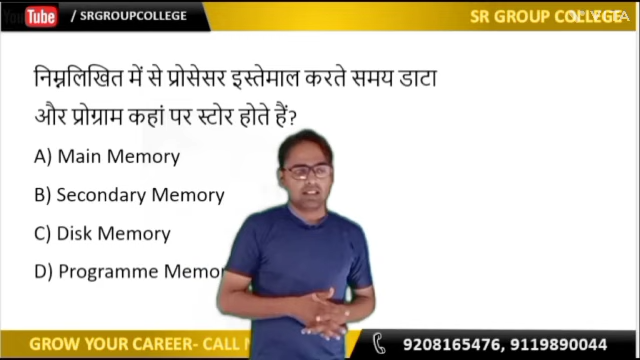 YouTube / SRGROUPCOLLEGE
SR GROUP COLLEGE
निम्नलिखित में से प्रोसेसर इस्तेमाल करते समय डाटा
और प्रोग्राम कहां पर स्टोर होते हैं?
A) Main Memory
B) Secondary Memory
C) Disk Memory
D) Programme Memo
GROW YOUR CAREER- CALL
9208165476, 9119890044